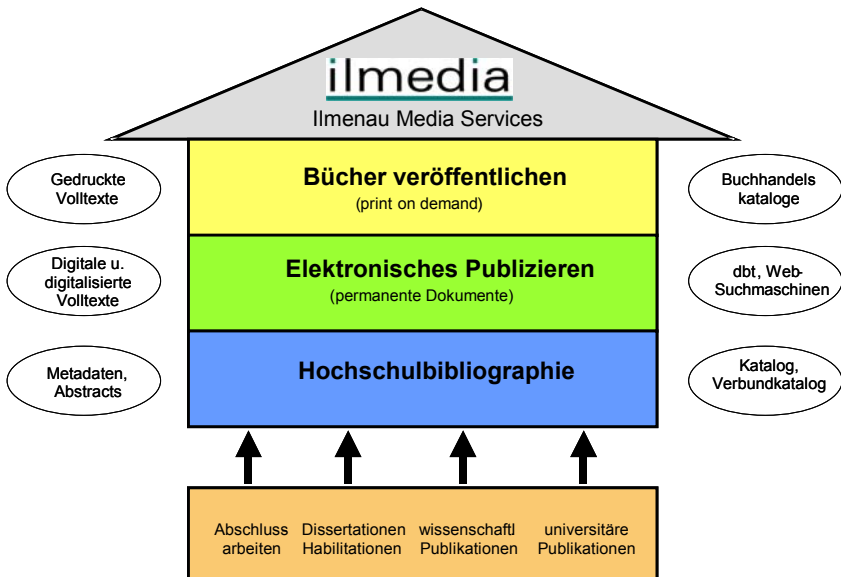 ilmedia
Ilmenau Media Services
Gedruckte
Volltexte
Bücher veröffentlichen
(print on demand)
Buchhandels
kataloge
Digitale u.
digitalisierte
Volltexte
Elektronisches Publizieren
(permanente Dokumente)
dbt, Web-
Suchmaschinen
Metadaten,
Abstracts
Hochschulbibliographie
Katalog,
Verbundkatalog
Abschluss
arbeiten
Dissertationen
Habilitationen
wissenschaftl
Publikationen
universitäre
Publikationen